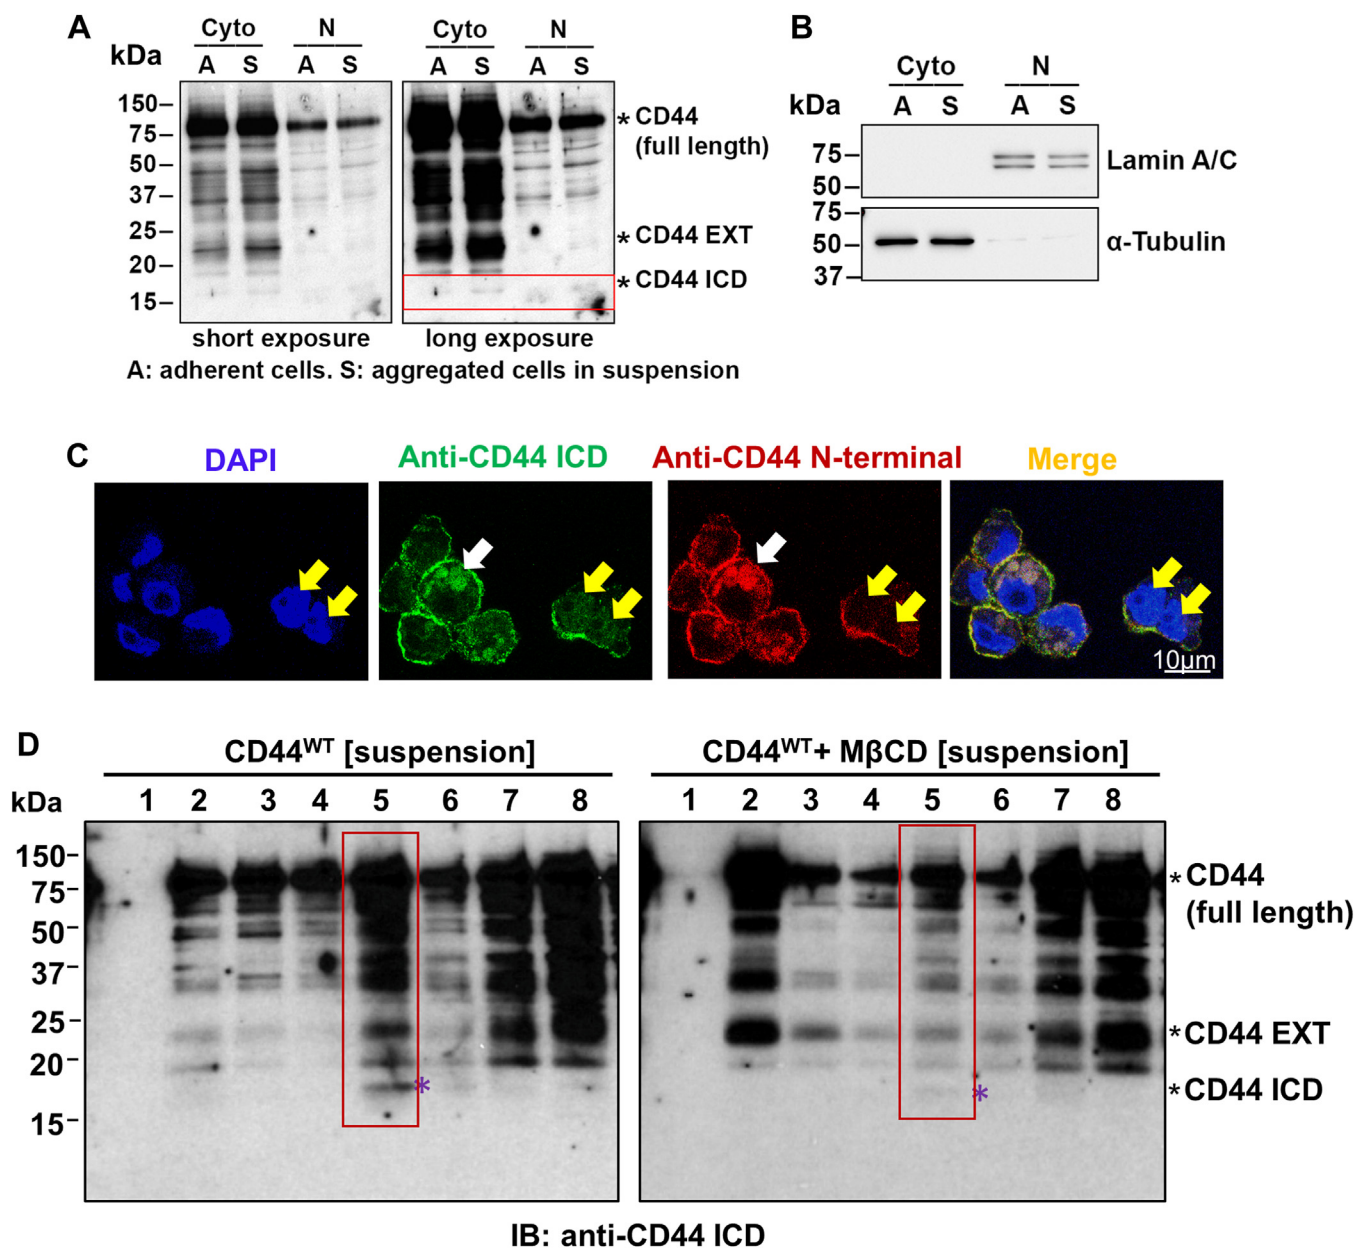 A
Cyto N Cyto N
kDa A S A S A S A S
150
75
50
37
25
20
15
* CD44
(full length)
* CD44 EXT
* CD44 ICD
short exposure long exposure
A: adherent cells. S: aggregated cells in suspension
B
Cyto N
kDa A S A S
75
50
Lamin A/C
75
50
37
α-Tubulin
C
DAPI Anti-CD44 ICD Anti-CD44 N-terminal Merge
10μm
D
CD44WT [suspension] CD44WT+ MβCD [suspension]
kDa 1 2 3 4 5 6 7 8 1 2 3 4 5 6 7 8
150
75
50
37
25
20
15
*
*
* CD44
(full length)
* CD44 EXT
* CD44 ICD
IB: anti-CD44 ICD